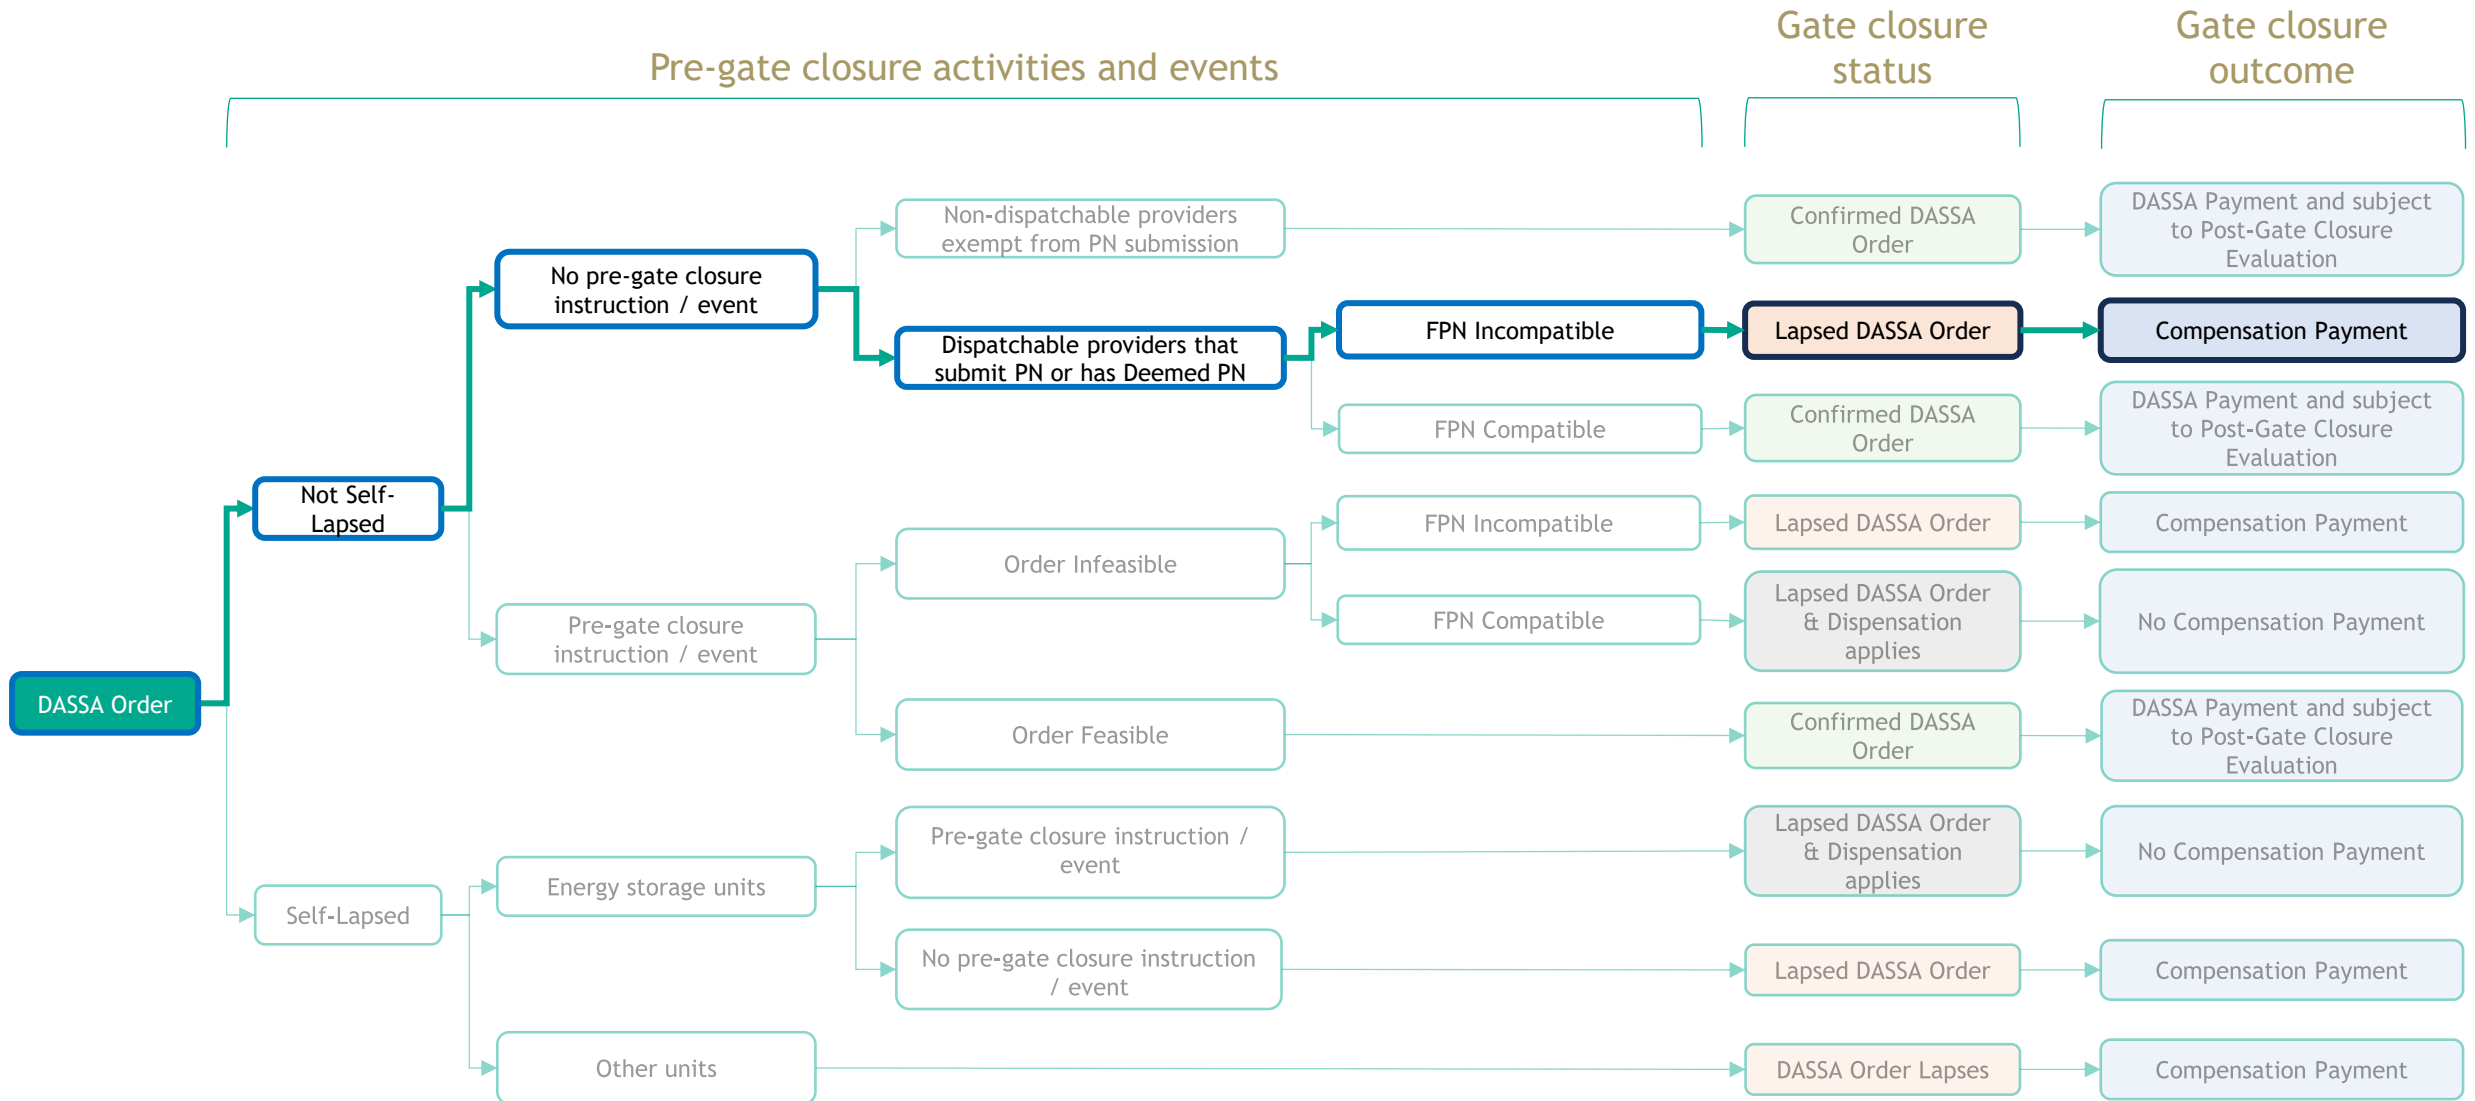 Pre-gate closure activities and events
Gate closure
status
Gate closure
outcome
Non-dispatchable providers
exempt from PN submission
Confirmed DASSA
Order
DASSA Payment and subject
to Post-Gate Closure
Evaluation
No pre-gate closure
instruction / event
Dispatchable providers that
submit PN or has Deemed PN
FPN Incompatible
Lapsed DASSA Order
Compensation Payment
FPN Compatible
Confirmed DASSA
Order
DASSA Payment and subject
to Post-Gate Closure
Evaluation
Not Self-
Lapsed
Pre-gate closure
instruction / event
Order Infeasible
FPN Incompatible
Lapsed DASSA Order
Compensation Payment
FPN Compatible
Lapsed DASSA Order
& Dispensation
applies
No Compensation Payment
DASSA Order
Order Feasible
Confirmed DASSA
Order
DASSA Payment and subject
to Post-Gate Closure
Evaluation
Self-Lapsed
Energy storage units
Pre-gate closure instruction /
event
Lapsed DASSA Order
& Dispensation
applies
No Compensation Payment
No pre-gate closure instruction
/ event
Lapsed DASSA Order
Compensation Payment
Other units
DASSA Order Lapses
Compensation Payment